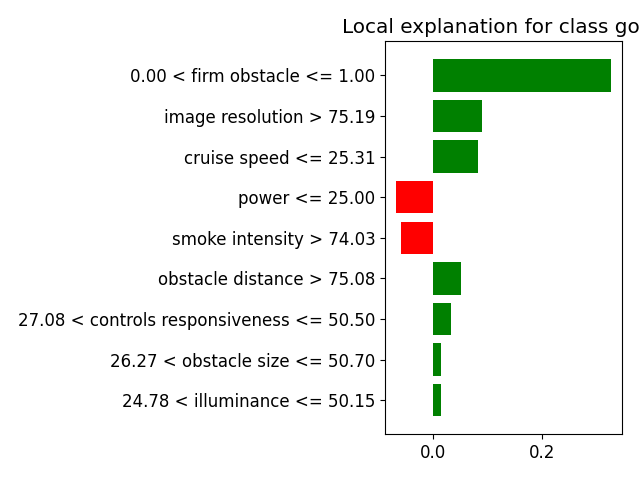 Local explanation for class go
0.00 < firm obstacle <= 1.00
image resolution > 75.19
cruise speed <= 25.31
power <= 25.00
smoke intensity > 74.03
obstacle distance > 75.08
27.08 < controls responsiveness <= 50.50
26.27 < obstacle size <= 50.70
24.78 < illuminance <= 50.15
0.0 0.2